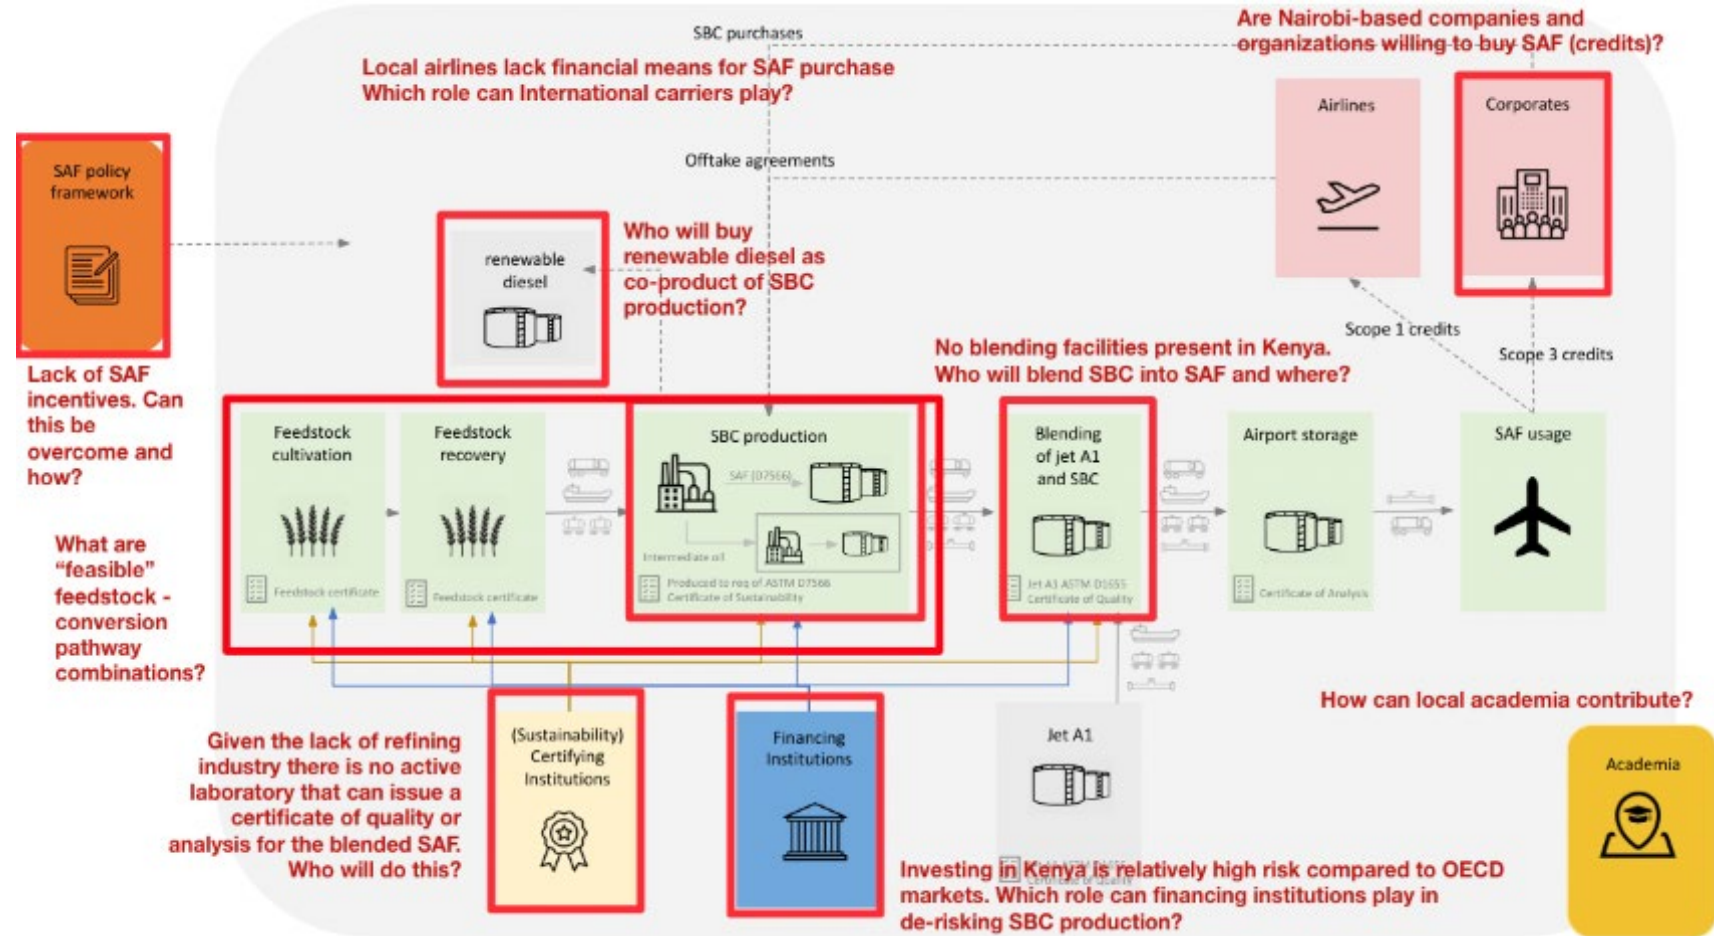 SBC purchases
Are Nairobi-based companies and
organizations willing to buy SAF (credits)?
Local airlines lack financial means for SAF purchase
Which role can International carriers play?
Airlines
Corporates
SAF policy
framework
Offtake agreements
renewable
diesel
Who will buy
renewable diesel as
co-product of SBC
production?
Scope 1 credits
Scope 3 credits
No blending facilities present in Kenya.
Who will blend SBC into SAF and where?
Lack of SAF
incentives. Can
this be
overcome and
how?
Feedstock
cultivation
Feedstock certificate
Feedstock
recovery
Feedstock certificate
SBC production
SAF (D7566)
Intermediate oil
Produced to req of ASTM D7566
Certificate of Sustainability
Blending
of jet A1
and SBC
Jet A1 ASTM D1655
Certificate of Quality
Airport storage
Certificate of Analysis
SAF usage
What are
“feasible”
feedstock -
conversion
pathway
combinations?
Given the lack of refining
industry there is no active
laboratory that can issue a
certificate of quality or
analysis for the blended SAF.
Who will do this?
(Sustainability)
Certifying
Institutions
Financing
Institutions
Jet A1
Certificate of Quality
Investing in Kenya is relatively high risk compared to OECD
markets. Which role can financing institutions play in
de-risking SBC production?
How can local academia contribute?
Academia